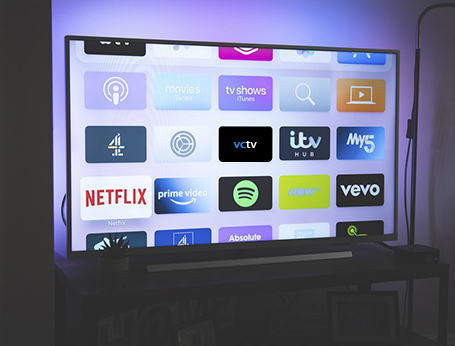 movies
iTunes
tv shows
iTunes
4
vctv
itv
HUB
My5
NETFLIX
prime video
NOW
vevo
Netflix
Absolute